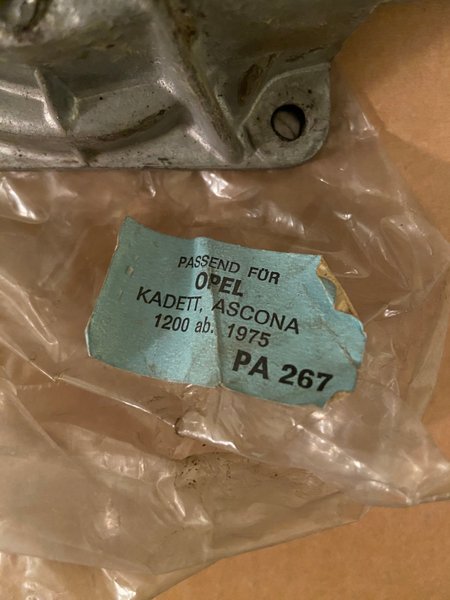 PASSEND FÜR
OPEL
KADETT, ASCONA
1200 ab. 1975
PA 267